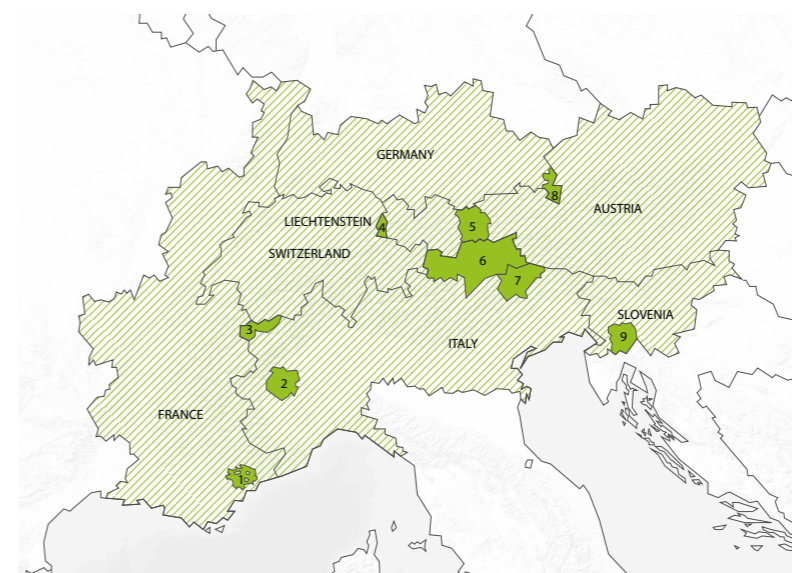 GERMANY
8
AUSTRIA
LIECHTENSTEIN
4
5
SWITZERLAND
6
7
SLOVENIA
3
ITALY
9
2
FRANCE
1